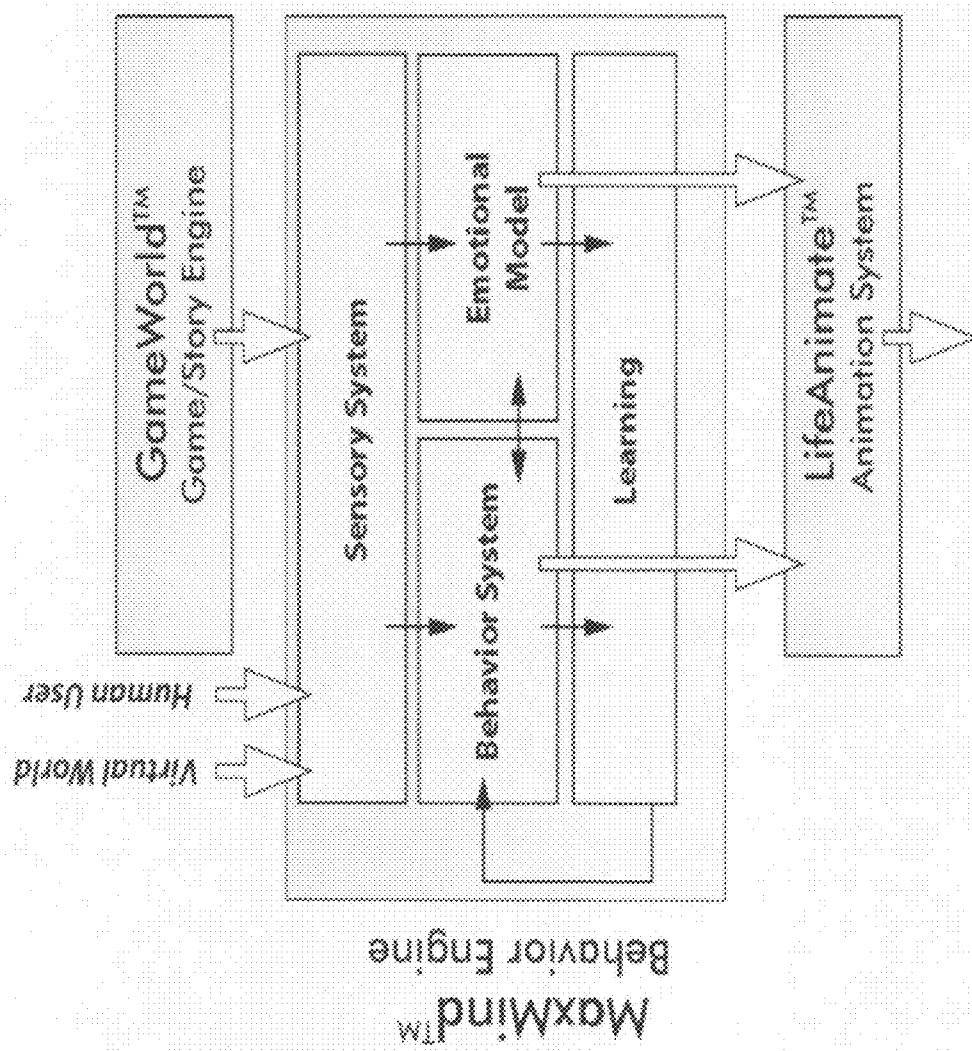 GameWorld™
Game/Story Engine
Human User
Virtual World
Sensory System
Behavior System
Emotional
Model
Learning
MaxMind™
Behavior Engine
LifeAnimate™
Animation System